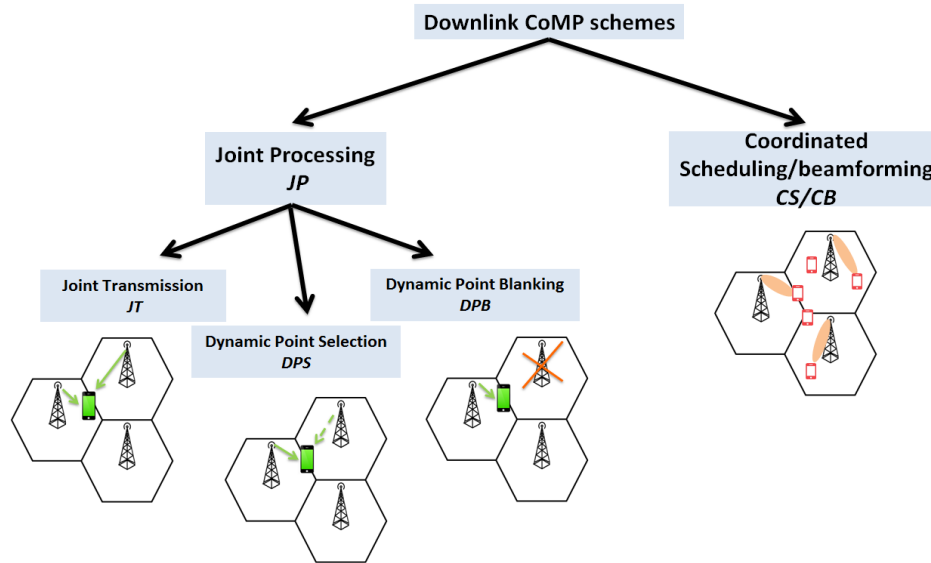 Downlink CoMP schemes
Joint Processing
JP
Coordinated
Scheduling/beamforming
CS/CB
Joint Transmission
JT
Dynamic Point Selection
DPS
Dynamic Point Blanking
DPB